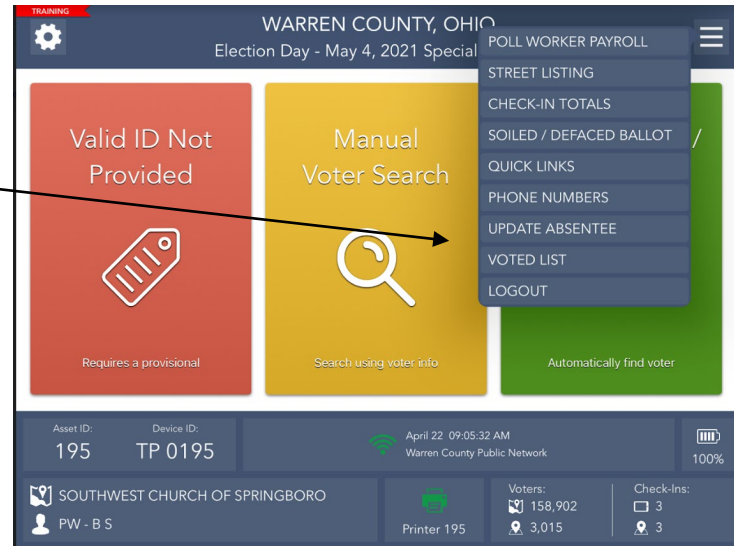 TRAINING
WARREN COUNTY, OHIO
Election Day - May 4, 2021 Special
POLL WORKER PAYROLL
STREET LISTING
CHECK-IN TOTALS
SOILED / DEFACED BALLOT
QUICK LINKS
PHONE NUMBERS
UPDATE ABSENTEE
VOTED LIST
LOGOUT
Valid ID Not
Provided
Requires a provisional
Manual
Voter Search
Search using voter info
/
Automatically find voter
Asset ID:
195
Device ID:
TP 0195
April 22 09:05:32 AM
Warren County Public Network
100%
SOUTHWEST CHURCH OF SPRINGBORO
PW - B S
Printer 195
Voters:
158,902
3,015
Check-Ins:
3
3